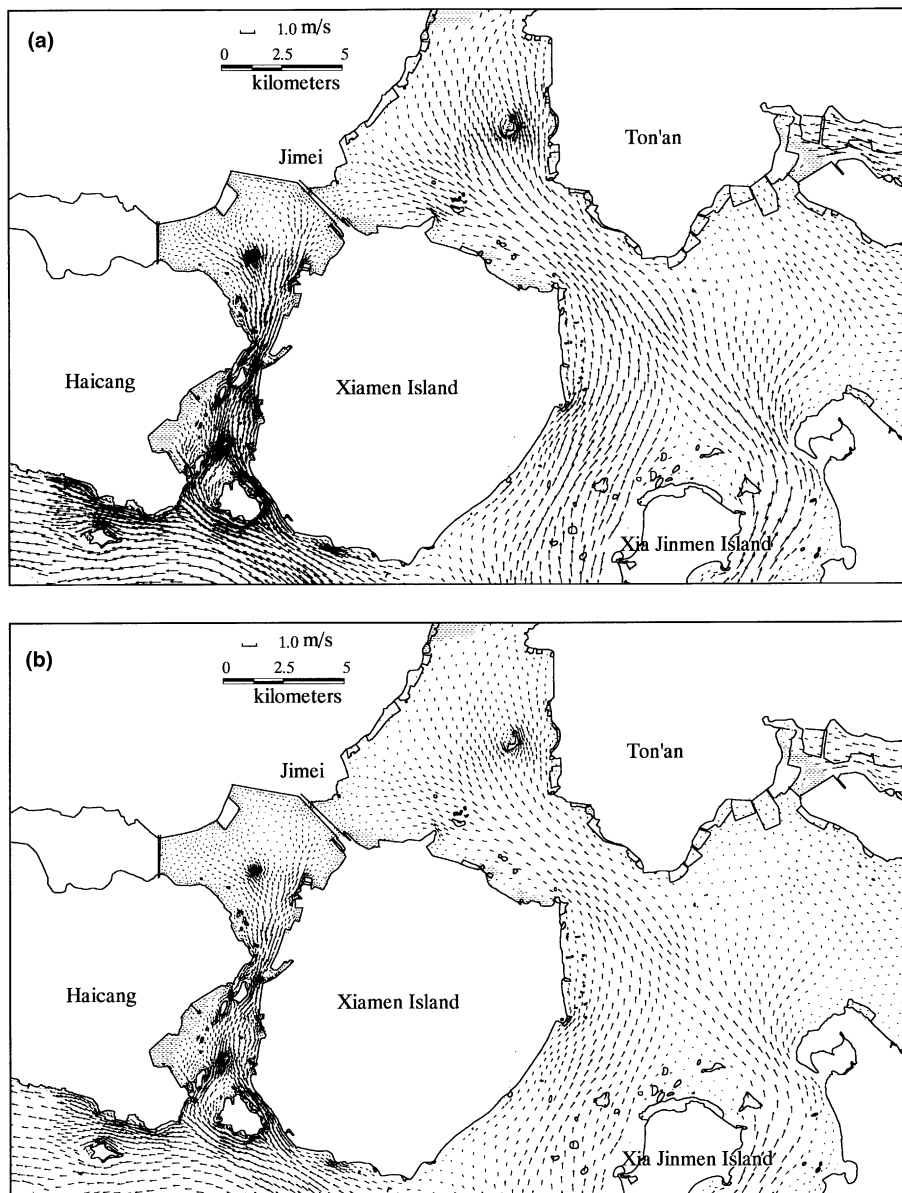 (a)
1.0 m/s
0 2.5 5
kilometers
Jimei
Ton'an
Haicang
Xiamen Island
Xia Jinmen Island
(b)
1.0 m/s
0 2.5 5
kilometers
Jimei
Ton'an
Haicang
Xiamen Island
Xia Jinmen Island